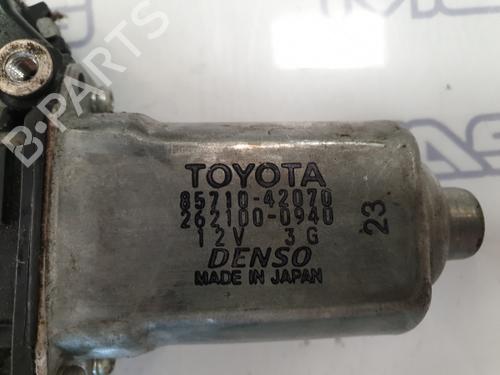 B-PARTS
TOYOTA
85710-42070
262100-0940
12V 3G
23
DENSO
MADE IN JAPAN